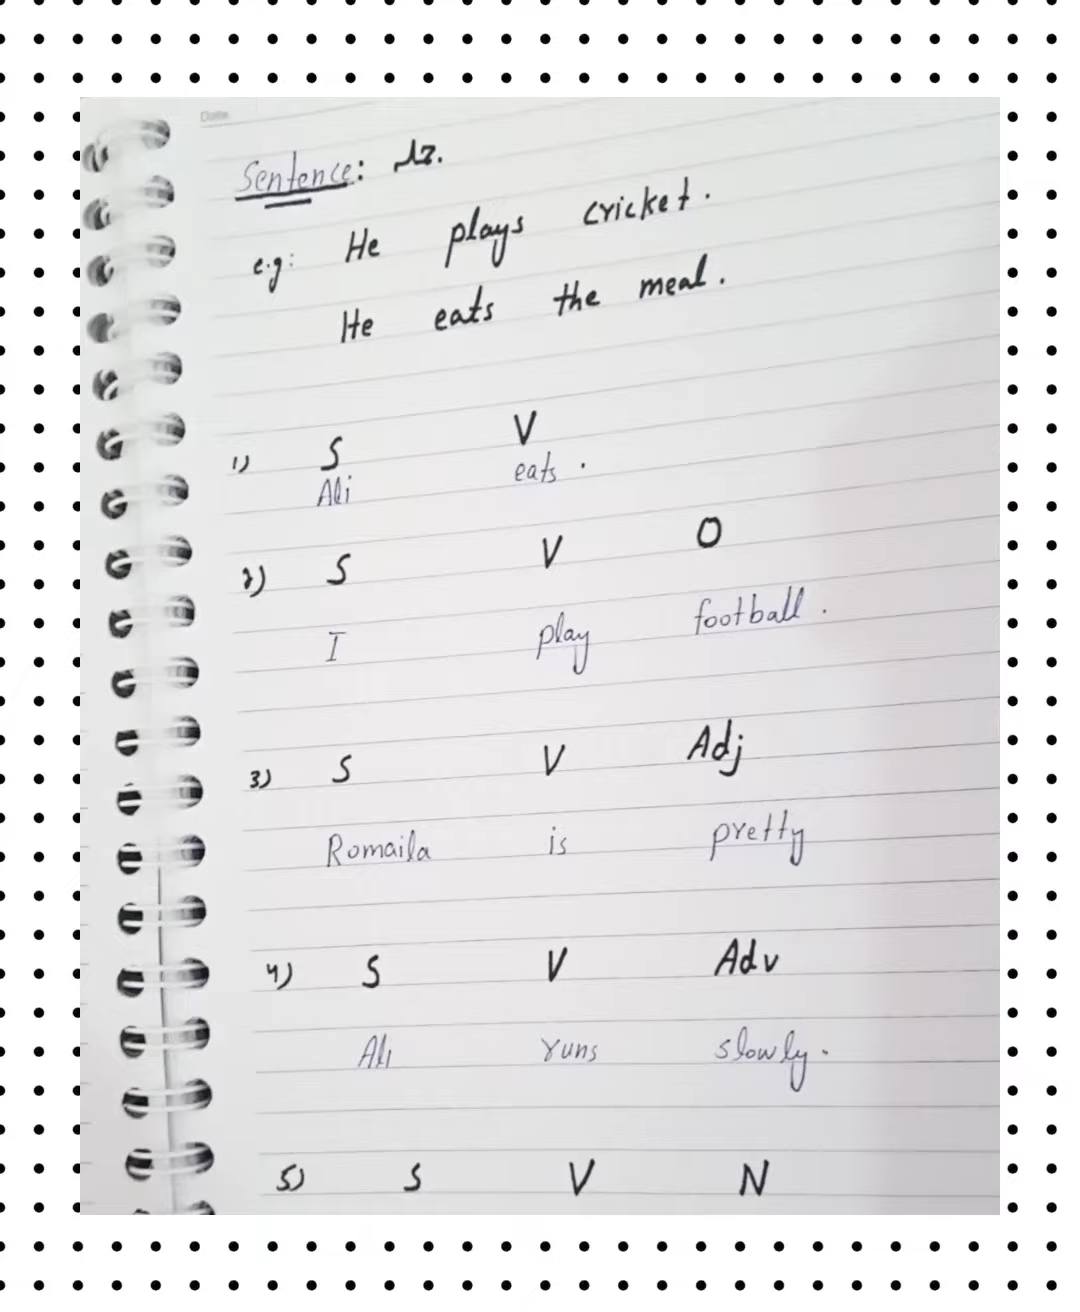 Date
Sentence:
e.g: He plays cricket.
He eats the meal.
1) S V
Ali eats.
2) S V O
I play football.
3) S V Adj
Romaila is pretty
4) S V Adv
Ali runs slowly.
5) S V N